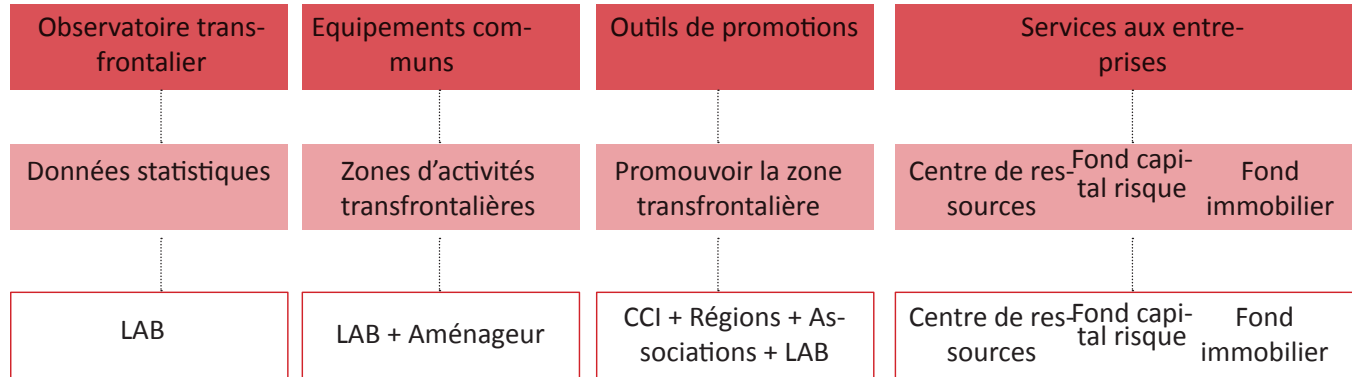 Observatoire trans-
frontalier
Equipements com-
muns
Outils de promotions
Services aux entre-
prises
Données statistiques
Zones d'activités
transfrontalières
Promouvoir la zone
transfrontalière
Centre de res-
sources
Fond capi-
tal risque
Fond
immobilier
LAB
LAB + Aménageur
CCI + Régions + As-
sociations + LAB
Centre de res-
sources
Fond capi-
tal risque
Fond
immobilier